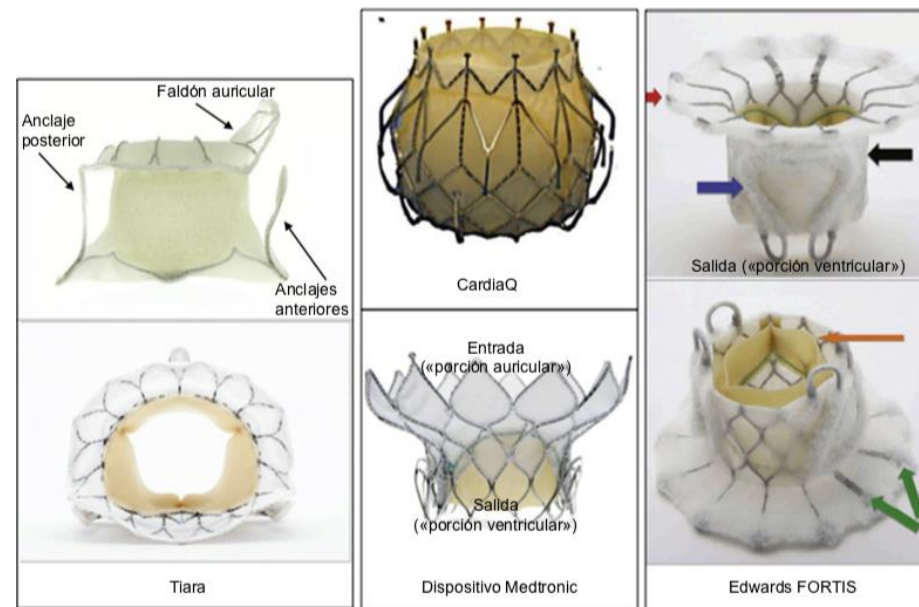 Faldón auricular
Anclaje
posterior
Anclajes
anteriores
Tiara
CardiaQ
Entrada
(«porción auricular»)
Salida
(«porción ventricular»)
Dispositivo Medtronic
Salida («porción ventricular»)
Edwards FORTIS